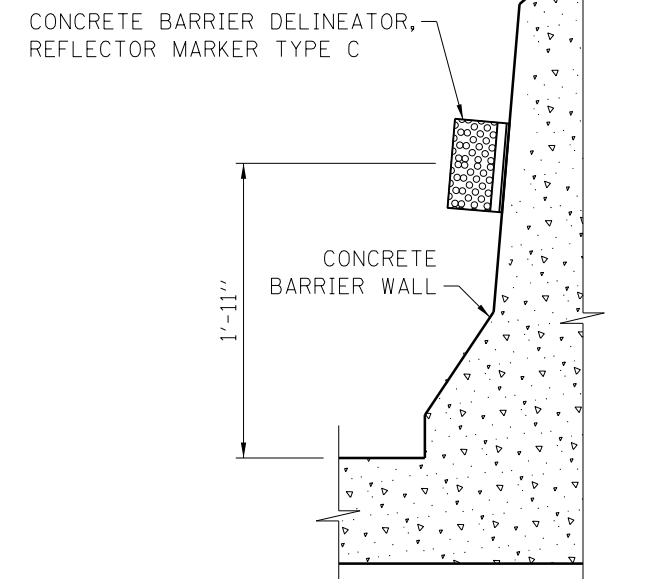 CONCRETE BARRIER DELINEATOR,
REFLECTOR MARKER TYPE C
CONCRETE
BARRIER WALL
1'-11"